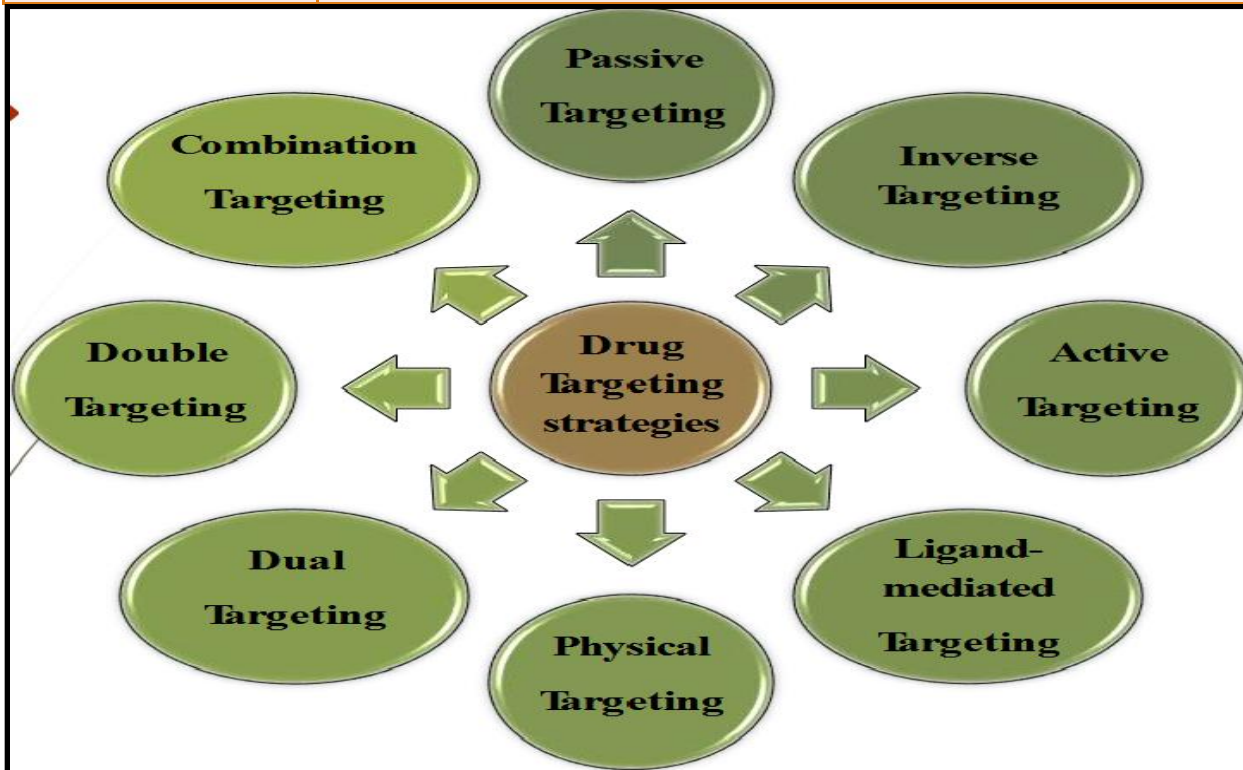 Passive
Targeting
Combination
Targeting
Inverse
Targeting
Double
Targeting
Drug
Targeting
strategies
Active
Targeting
Dual
Targeting
Ligand-
mediated
Targeting
Physical
Targeting